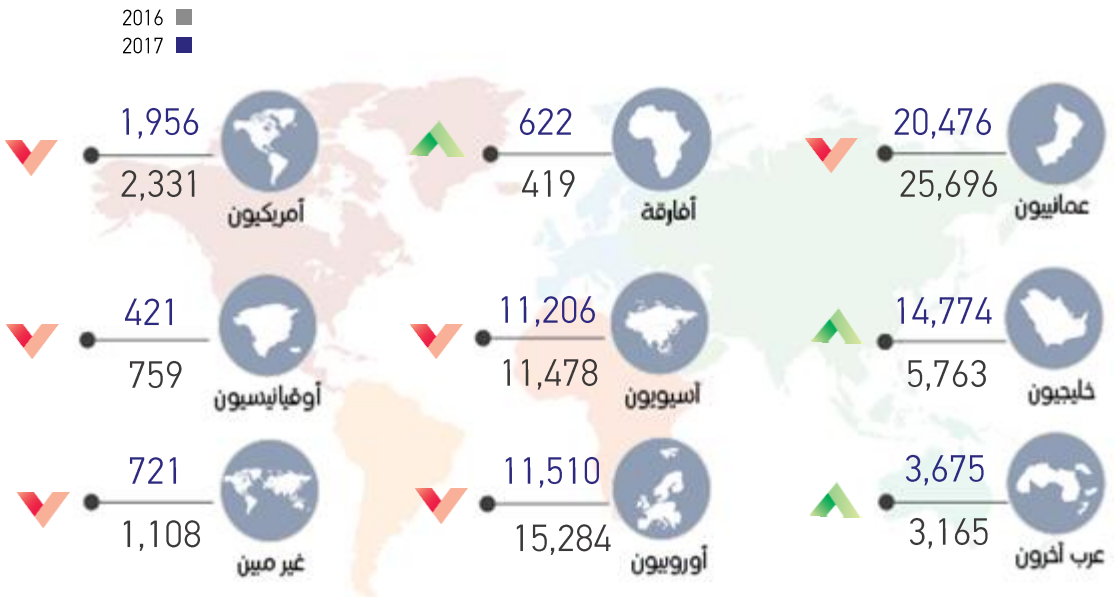 2016
2017
20,476
25,696
عمانييون
622
419
أفارقة
1,956
2,331
أمريكيون
14,774
5,763
خليجيون
11,206
11,478
آسيويون
421
759
أوقيانيسيون
3,675
3,165
عرب آخرون
11,510
15,284
أوروبيون
721
1,108
غير مبين